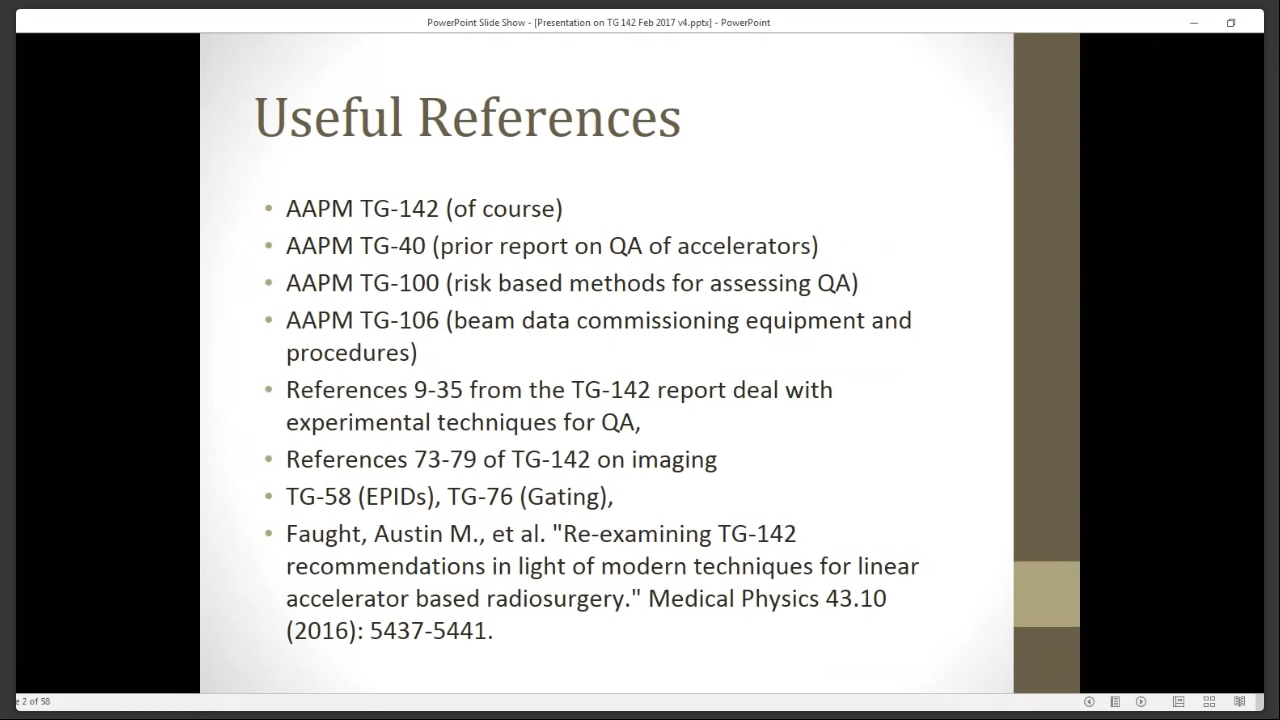 PowerPoint Slide Show - [Presentation on TG 142 Feb 2017 v4.pptx] - PowerPoint
Useful References
• AAPM TG-142 (of course)
• AAPM TG-40 (prior report on QA of accelerators)
• AAPM TG-100 (risk based methods for assessing QA)
• AAPM TG-106 (beam data commissioning equipment and
procedures)
• References 9-35 from the TG-142 report deal with
experimental techniques for QA,
• References 73-79 of TG-142 on imaging
• TG-58 (EPIDs), TG-76 (Gating),
• Faught, Austin M., et al. "Re-examining TG-142
recommendations in light of modern techniques for linear
accelerator based radiosurgery." Medical Physics 43.10
(2016): 5437-5441.
e 2 of 58